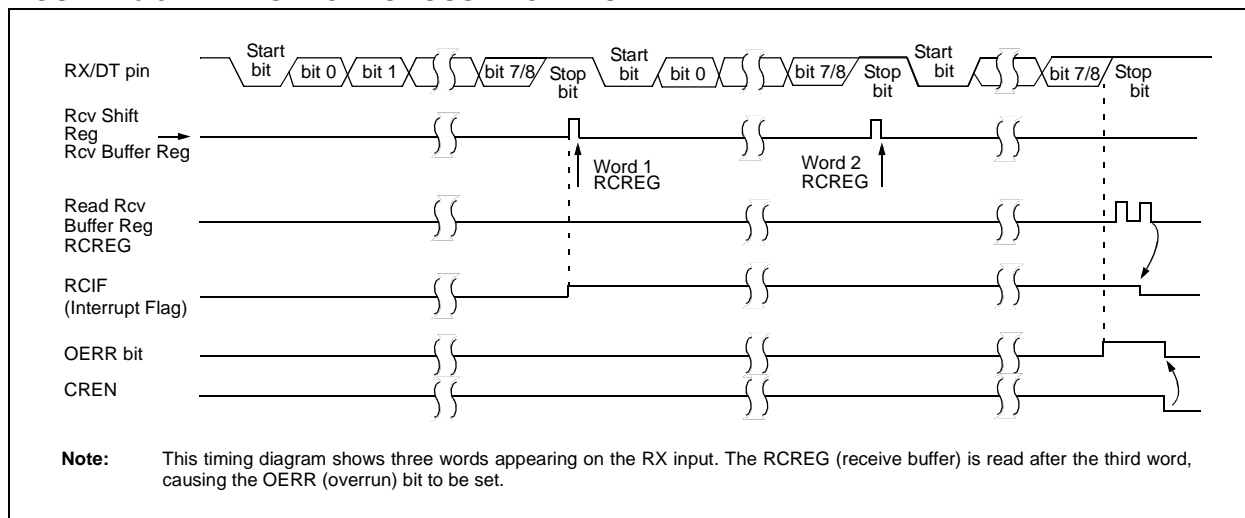 RX/DT pin
Start
bit
bit 0
bit 1
bit 7/8
Stop
bit
Start
bit
bit 0
bit 7/8
Stop
bit
Start
bit
bit 7/8
Stop
bit
Rcv Shift
Reg
Rcv Buffer Reg
Word 1
RCREG
Word 2
RCREG
Read Rcv
Buffer Reg
RCREG
RCIF
(Interrupt Flag)
OERR bit
CREN
Note: This timing diagram shows three words appearing on the RX input. The RCREG (receive buffer) is read after the third word,
causing the OERR (overrun) bit to be set.